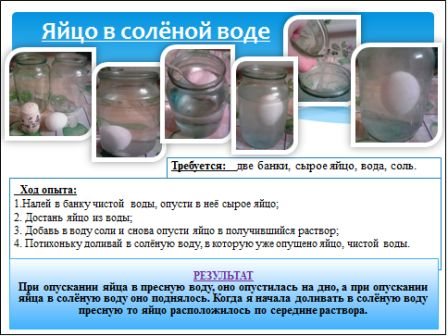 Яйцо в солёной воде
Требуется: две банки, сырое яйцо, вода, соль.
Ход опыта:
1.Налей в банку чистой воды, опусти в неё сырое яйцо;
2. Достань яйцо из воды;
3. Добавь в воду соли и снова опусти яйцо в получившийся раствор;
4. Потихоньку доливай в солёную воду, в которую уже опущено яйцо, чистой воды.
РЕЗУЛЬТАТ
При опускании яйца в пресную воду, оно опустилась на дно, а при опускании
яйца в солёную воду оно поднялось. Когда я начала доливать в солёную воду
пресную то яйцо расположилось по середине раствора.